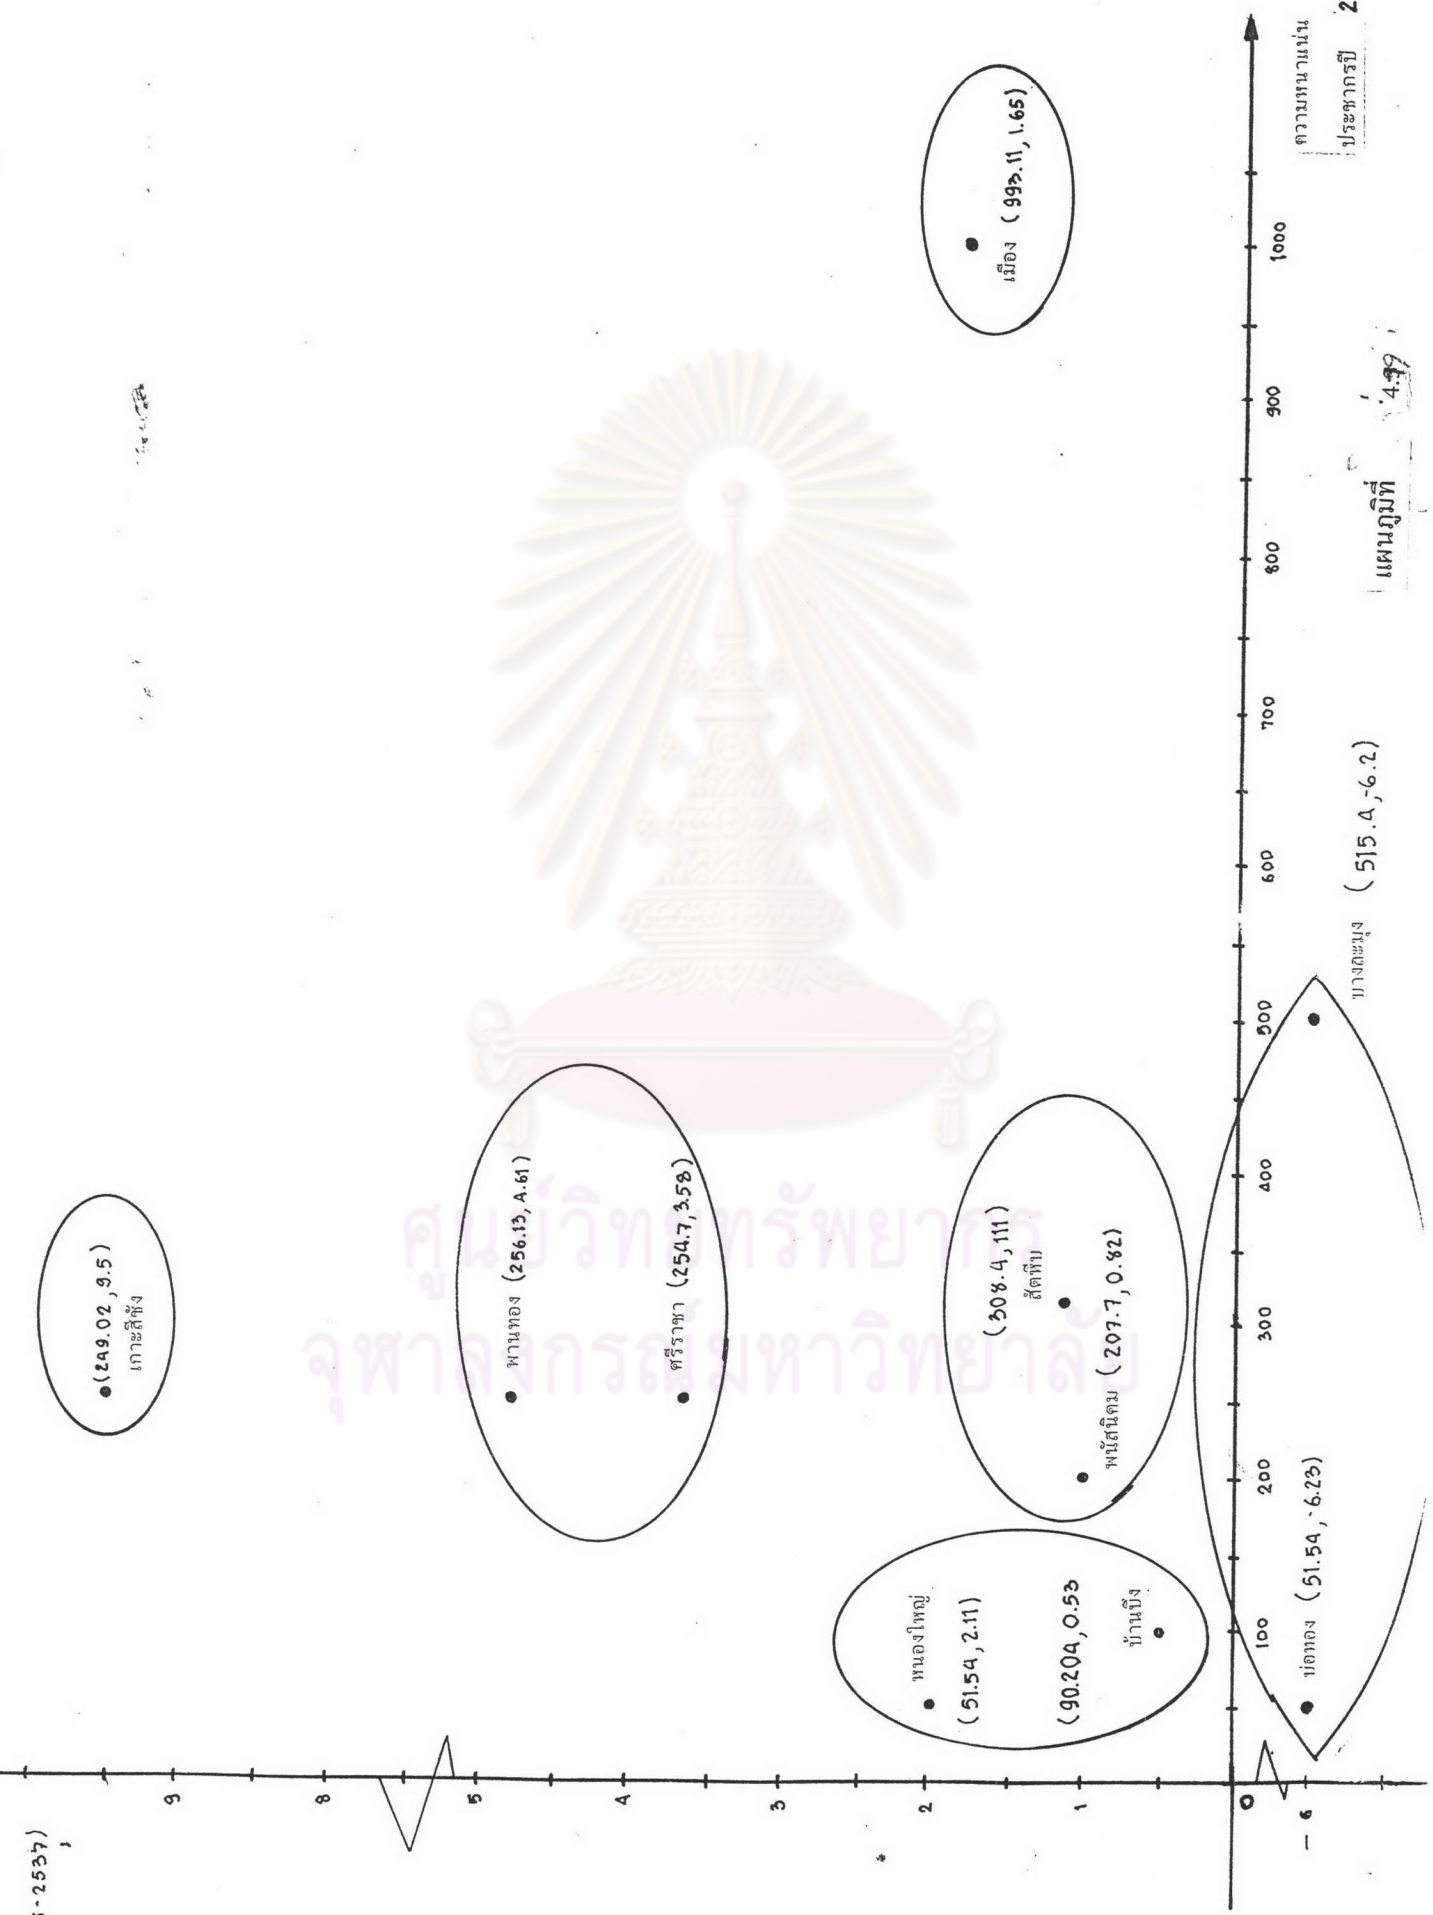 -2537)
9
8
5
4
3
2
1
0
- 6
(249.02, 9.5)
เกาะสีชัง
พานทอง (256.13, 4.61)
ศรีราชา (254.7, 3.58)
เมือง (993.11, 1.65)
หนองใหญ่
(51.54, 2.11)
(90.204, 0.53
บ้านบึง
(308.4, 111)
สัตหีบ
พนัสนิคม (207.7, 0.82)
100 200 300 400 500 600 700 800 900 1000
ความหนาแน่น
ประชากรปี 2
บ่อทอง (51.54, -6.23)
บางละมุง (515.4, -6.2)
แผนภูมิที่
ศูนย์วิทยทรัพยากร
จุฬาลงกรณ์มหาวิทยาลัย